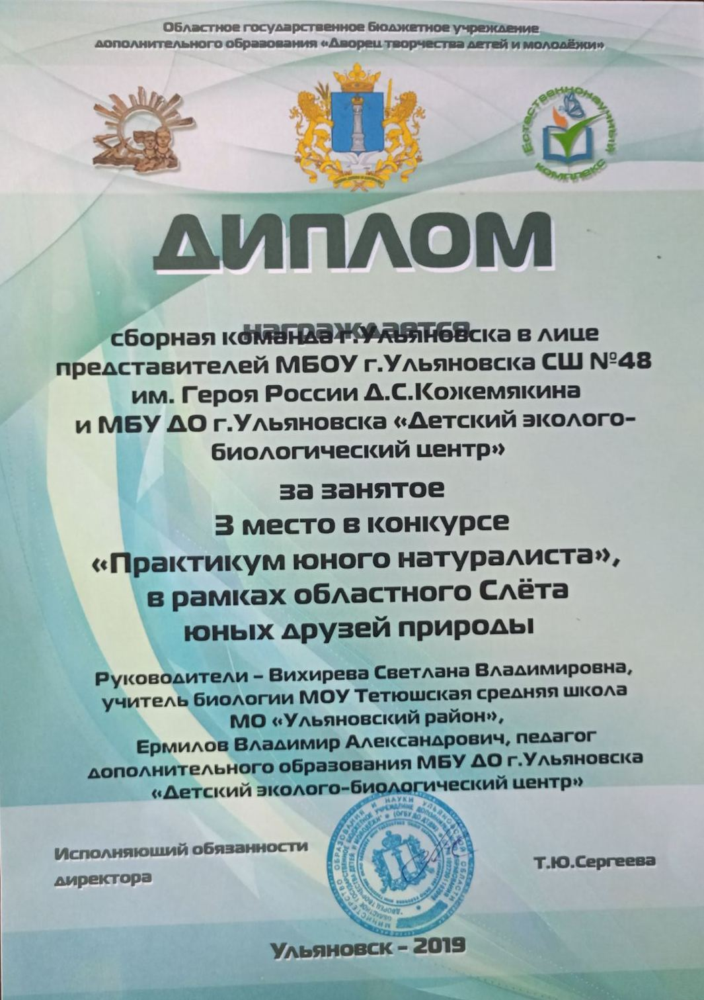 Областное государственное бюджетное учреждение
дополнительного образования «Дворец творчества детей и молодёжи»
Естественнонаучный
комплекс
ДИПЛОМ
награждается
сборная команда г.Ульяновска в лице
представителей МБОУ г.Ульяновска СШ №48
им. Героя России Д.С.Кожемякина
и МБУ ДО г.Ульяновска «Детский эколого-
биологический центр»
за занятое
3 место в конкурсе
«Практикум юного натуралиста»,
в рамках областного Слёта
юных друзей природы
Руководители – Вихирева Светлана Владимировна,
учитель биологии МОУ Тетюшская средняя школа
МО «Ульяновский район»,
Ермилов Владимир Александрович, педагог
дополнительного образования МБУ ДО г.Ульяновска
«Детский эколого-биологический центр»
Исполняющий обязанности
директора
Т.Ю.Сергеева
Ульяновск – 2019